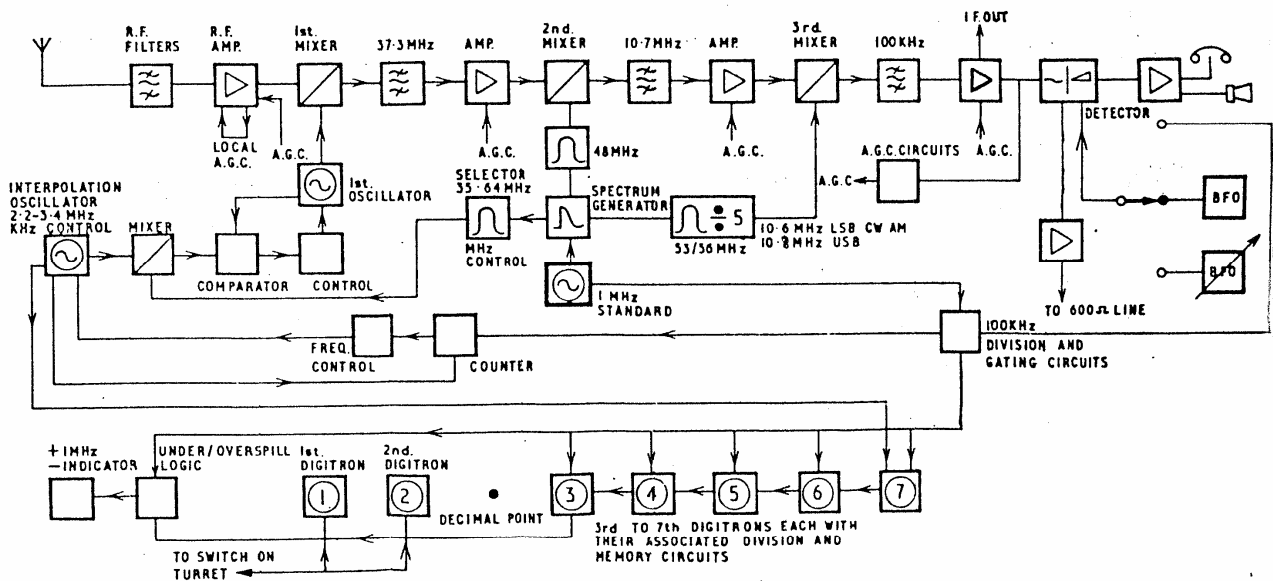 R.F. FILTERS
R.F. AMP.
1st. MIXER
37·3MHz
AMP.
2nd. MIXER
10·7MHz
AMP.
3rd. MIXER
100KHz
I F. OUT
LOCAL A.G.C.
A.G.C.
48MHz
A.G.C.
A.G.C.
A.G.C. CIRCUITS
A.G.C.
A.G.C
DETECTOR
INTERPOLATION
OSCILLATOR
2·2-3·4 MHz
KHz CONTROL
MIXER
1st. OSCILLATOR
COMPARATOR
CONTROL
SELECTOR
35·64MHz
MHz CONTROL
SPECTRUM GENERATOR
÷ 5
53/56MHz
10·6MHz LSB CW AM
10·8MHz USB
1MHz STANDARD
BFO
BFO
TO 600Ω LINE
FREQ. CONTROL
COUNTER
100KHz
DIVISION AND
GATING CIRCUITS
+ 1MHz
- INDICATOR
UNDER/OVERSPILL
LOGIC
1st. DIGITRON
2nd. DIGITRON
1
2
DECIMAL POINT
3
4
5
6
7
3rd TO 7th DIGITRONS EACH WITH
THEIR ASSOCIATED DIVISION AND
MEMORY CIRCUITS
TO SWITCH ON
TURRET